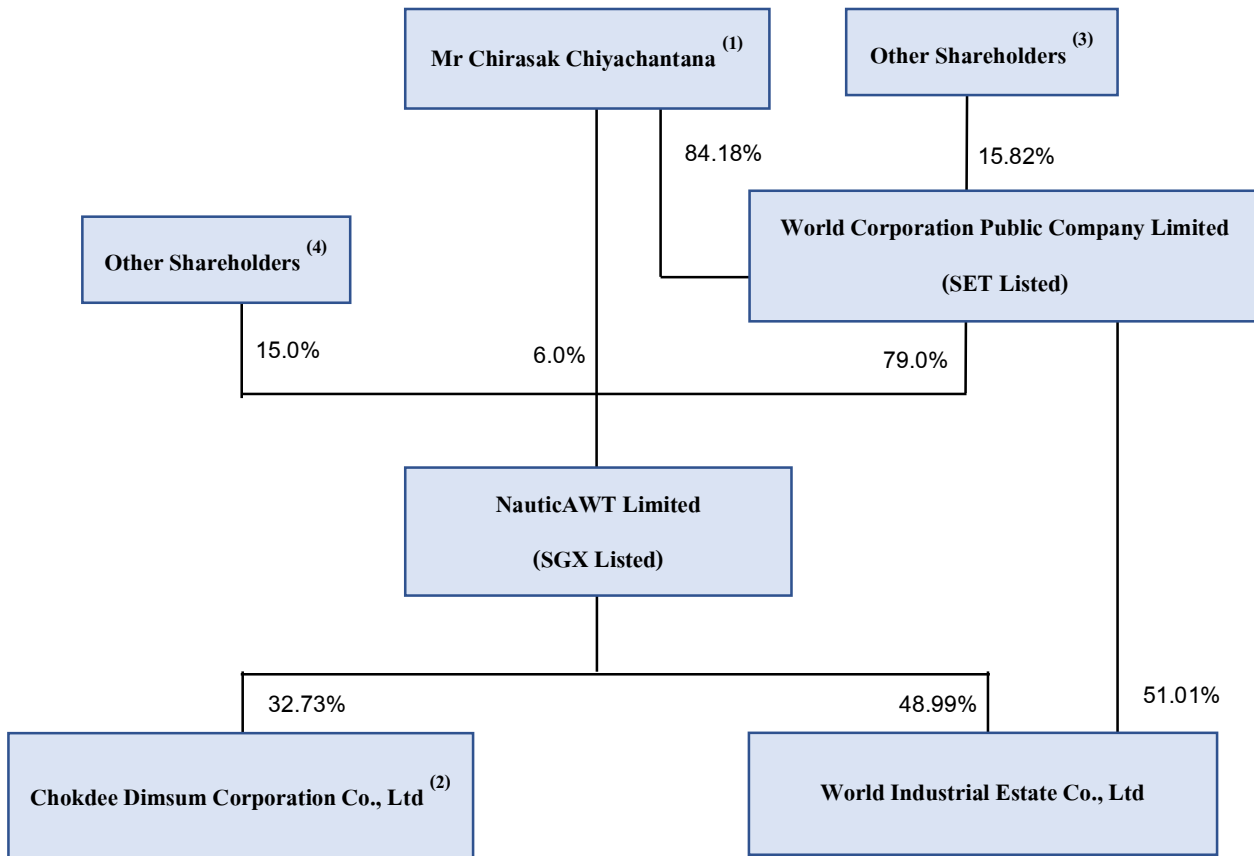 Mr Chirasak Chiyachantana (1)
Other Shareholders (3)
84.18%
15.82%
World Corporation Public Company Limited
(SET Listed)
Other Shareholders (4)
15.0%
6.0%
79.0%
NauticAWT Limited
(SGX Listed)
32.73%
48.99%
51.01%
Chokdee Dimsum Corporation Co., Ltd (2)
World Industrial Estate Co., Ltd